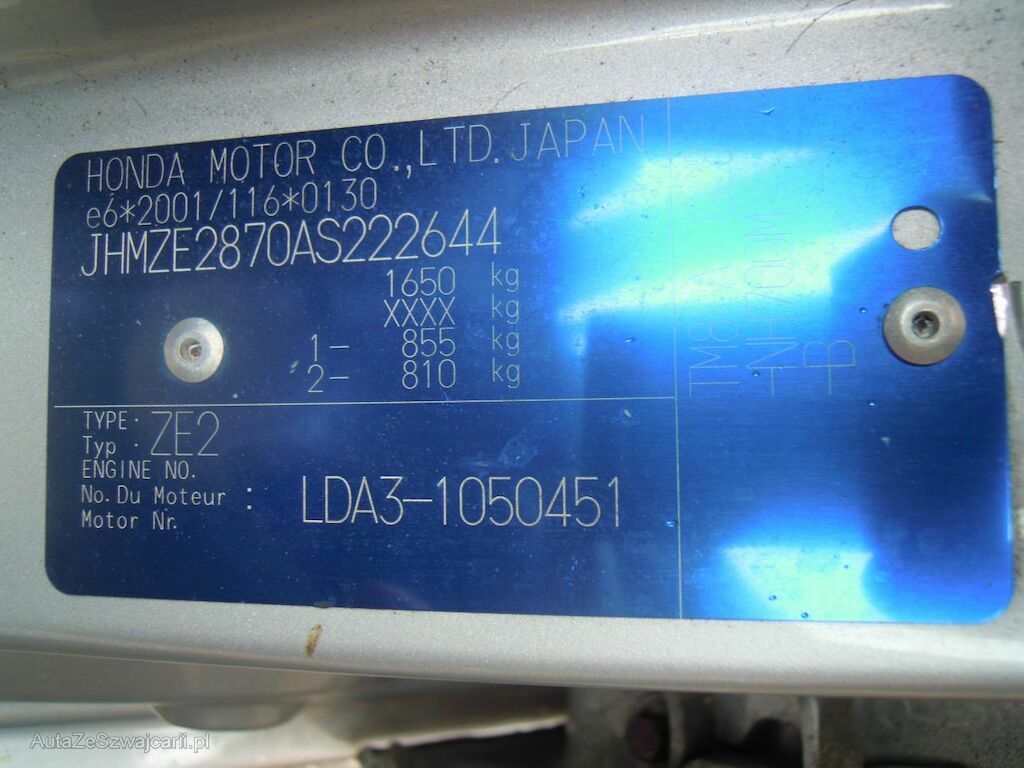 HONDA MOTOR CO.,LTD.JAPAN
e6*2001/116*0130
JHMZE2870AS222644
1650 kg
XXXX kg
1- 855 kg
2- 810 kg
TYPE·
Typ · ZE2
ENGINE NO.
No.Du Moteur : LDA3-1050451
Motor Nr.
TM8/A
B
AutaZeSzwajcarii.pl